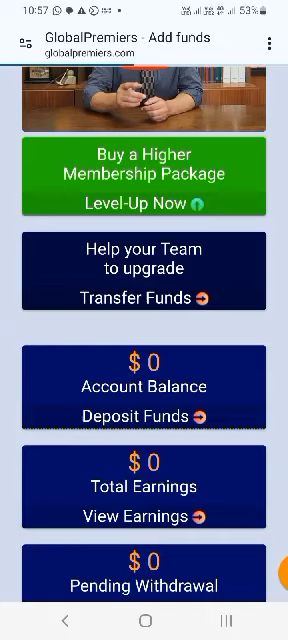 10:57
53%
GlobalPremiers - Add funds
globalpremiers.com
Buy a Higher
Membership Package
Level-Up Now
Help your Team
to upgrade
Transfer Funds
$ 0
Account Balance
Deposit Funds
$ 0
Total Earnings
View Earnings
$ 0
Pending Withdrawal